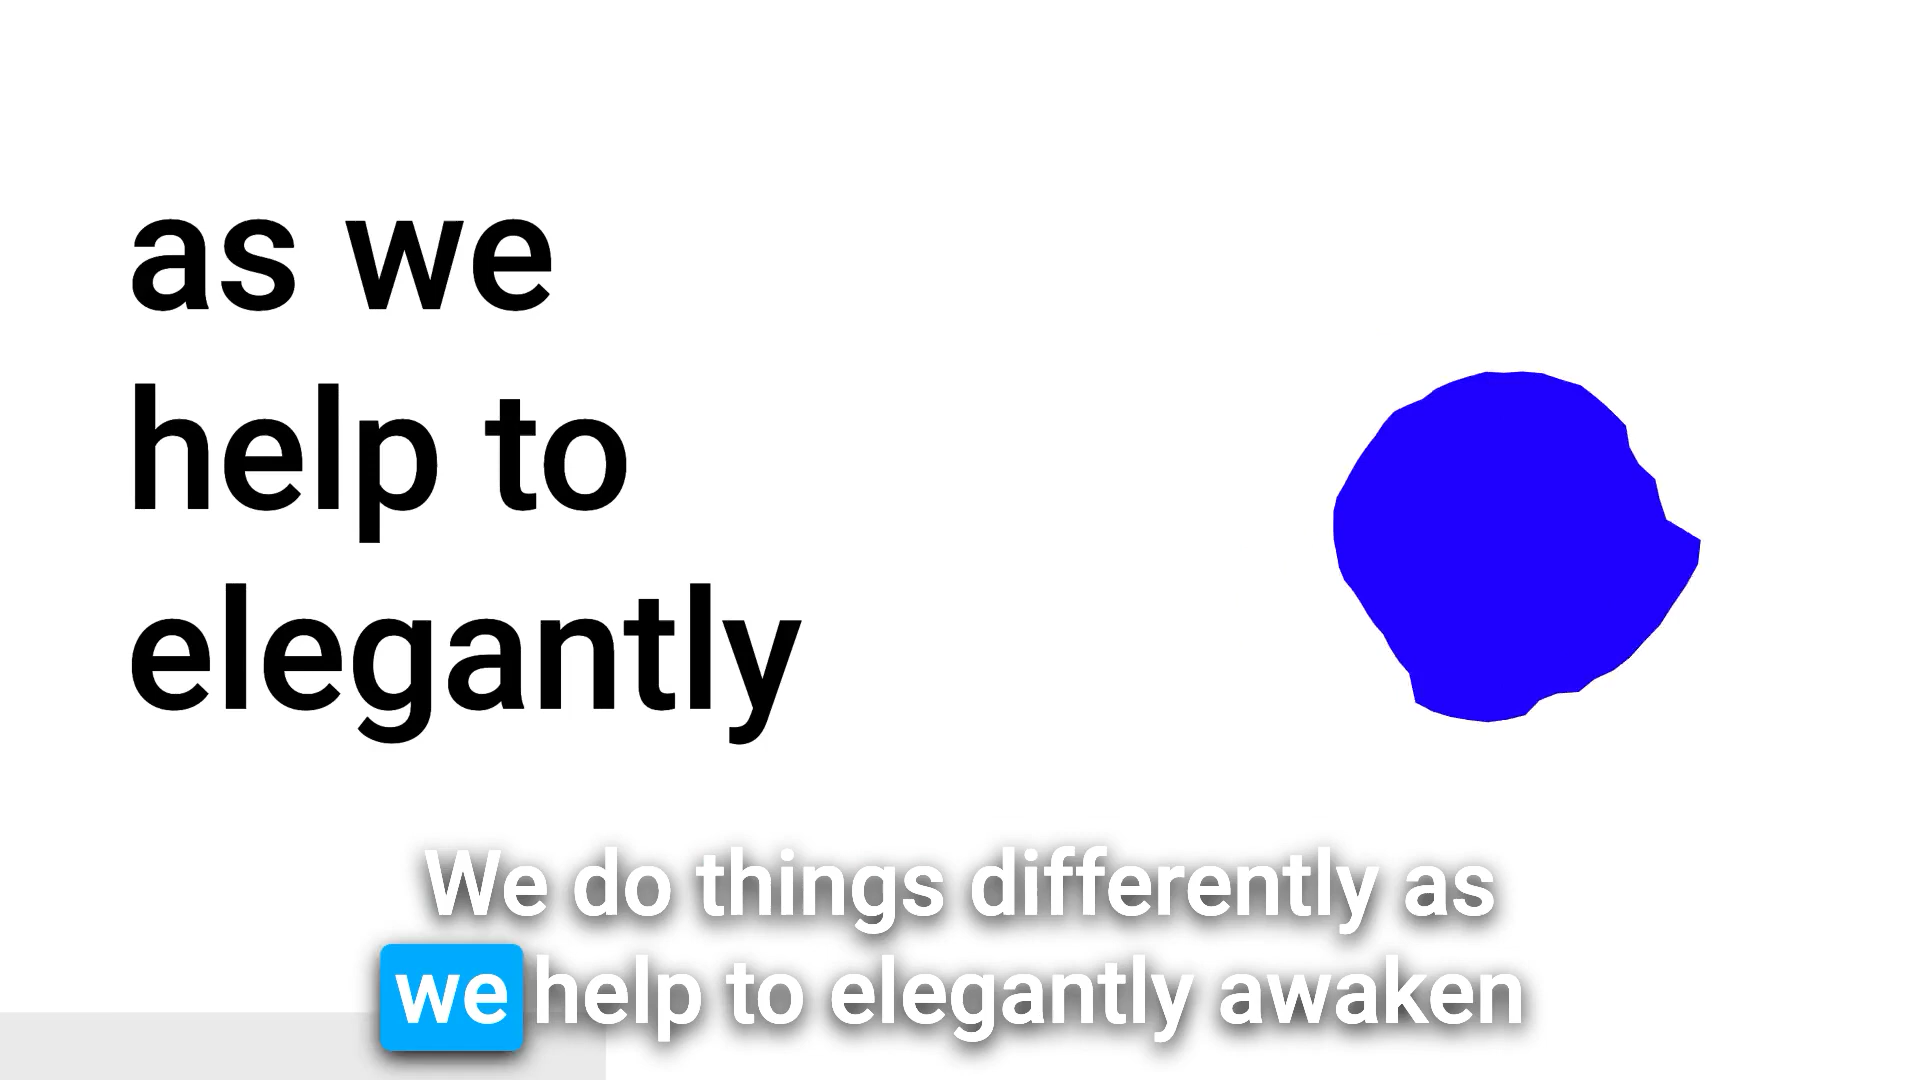 as we
help to
elegantly
We do things differently as
we help to elegantly awaken